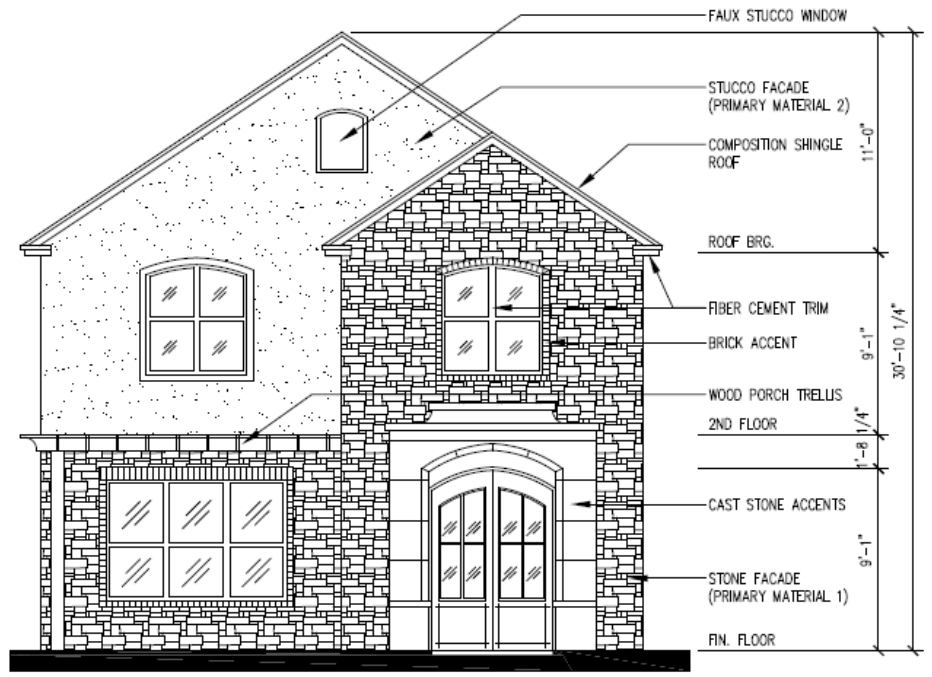 FAUX STUCCO WINDOW
STUCCO FACADE
(PRIMARY MATERIAL 2)
COMPOSITION SHINGLE
ROOF
11'-0"
ROOF BRG.
FIBER CEMENT TRIM
BRICK ACCENT
9'-1"
30'-10 1/4"
WOOD PORCH TRELLIS
2ND FLOOR
1'-8 1/4"
CAST STONE ACCENTS
9'-1"
STONE FACADE
(PRIMARY MATERIAL 1)
FIN. FLOOR